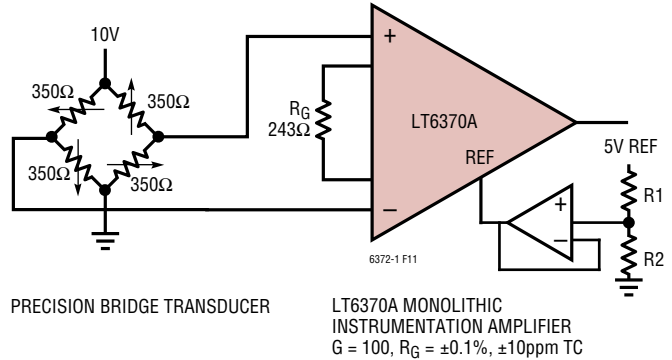 10V
350Ω
350Ω
350Ω
350Ω
RG
243Ω
+
–
LT6370A
REF
5V REF
R1
R2
+
–
6372-1 F11
PRECISION BRIDGE TRANSDUCER
LT6370A MONOLITHIC
INSTRUMENTATION AMPLIFIER
G = 100, RG = ±0.1%, ±10ppm TC